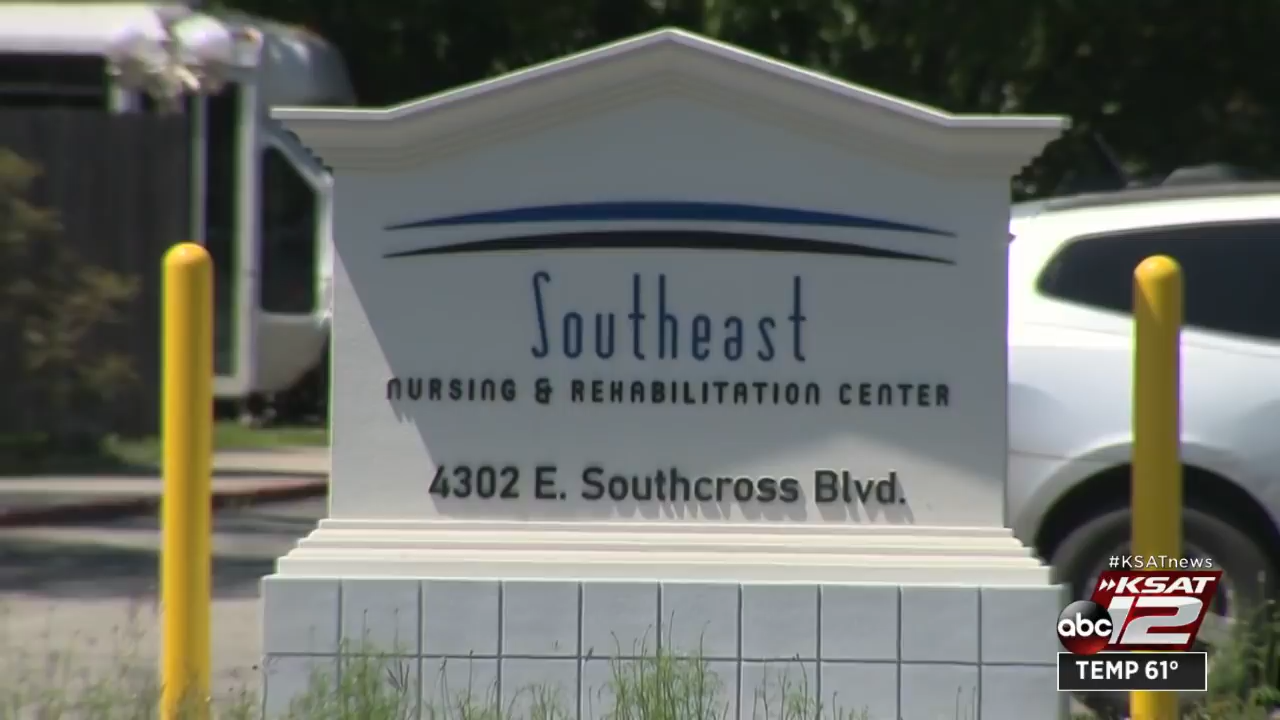 Southeast
NURSING & REHABILITATION CENTER
4302 E. Southcross Blvd.
#KSATnews
KSAT
abc 12
TEMP 61°